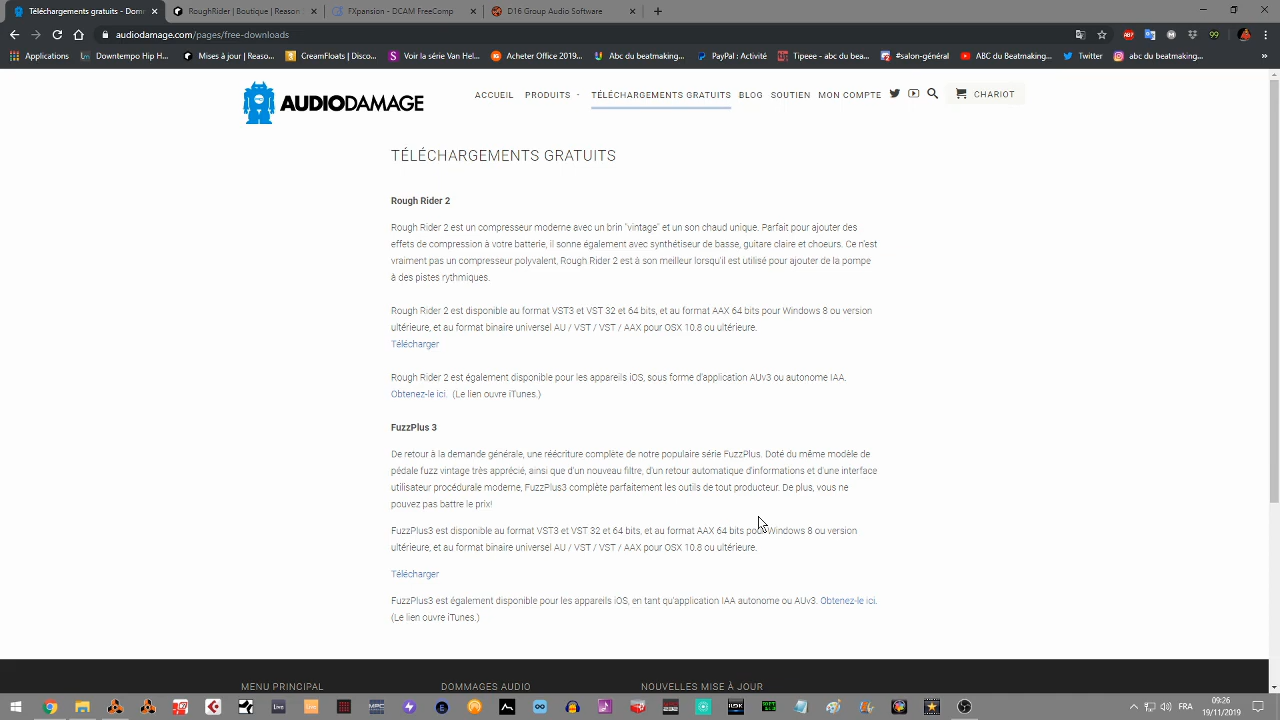 Téléchargements gratuits – Domr
RoughRider | Boutique | Reason
FXpansion - DCAM FreeComp
D16 Group Audio Software
audiodamage.com/pages/free-downloads
Applications
Downtempo Hip H...
Mises à jour | Reas...
CreamFloats | Disco...
Voir la série Van Hel...
Acheter Office 2019...
Abc du beatmaking...
PayPal : Activité
Tipeee - abc du bea...
#salon-général
ABC du Beatmaking...
Twitter
abc du beatmaking...
AUDIODAMAGE
ACCUEIL
PRODUITS
TÉLÉCHARGEMENTS GRATUITS
BLOG
SOUTIEN
MON COMPTE
CHARIOT
TÉLÉCHARGEMENTS GRATUITS
Rough Rider 2
Rough Rider 2 est un compresseur moderne avec un brin "vintage" et un son chaud unique. Parfait pour ajouter des
effets de compression à votre batterie, il sonne également avec synthétiseur de basse, guitare claire et choeurs. Ce n'est
vraiment pas un compresseur polyvalent, Rough Rider 2 est à son meilleur lorsqu'il est utilisé pour ajouter de la pompe
à des pistes rythmiques.
Rough Rider 2 est disponible au format VST3 et VST 32 et 64 bits, et au format AAX 64 bits pour Windows 8 ou version
ultérieure, et au format binaire universel AU / VST / VST / AAX pour OSX 10.8 ou ultérieure.
Télécharger
Rough Rider 2 est également disponible pour les appareils iOS, sous forme d'application AUv3 ou autonome IAA.
Obtenez-le ici. (Le lien ouvre iTunes.)
FuzzPlus 3
De retour à la demande générale, une réécriture complète de notre populaire série FuzzPlus. Doté du même modèle de
pédale fuzz vintage très apprécié, ainsi que d'un nouveau filtre, d'un retour automatique d'informations et d'une interface
utilisateur procédurale moderne, FuzzPlus3 complète parfaitement les outils de tout producteur. De plus, vous ne
pouvez pas battre le prix!
FuzzPlus3 est disponible au format VST3 et VST 32 et 64 bits, et au format AAX 64 bits pour Windows 8 ou version
ultérieure, et au format binaire universel AU / VST / VST / AAX pour OSX 10.8 ou ultérieure.
Télécharger
FuzzPlus3 est également disponible pour les appareils iOS, en tant qu'application IAA autonome ou AUv3. Obtenez-le ici.
(Le lien ouvre iTunes.)
MENU PRINCIPAL
DOMMAGES AUDIO
NOUVELLES MISE À JOUR
Live
Live
MPC
FRA
09:26
19/11/2019